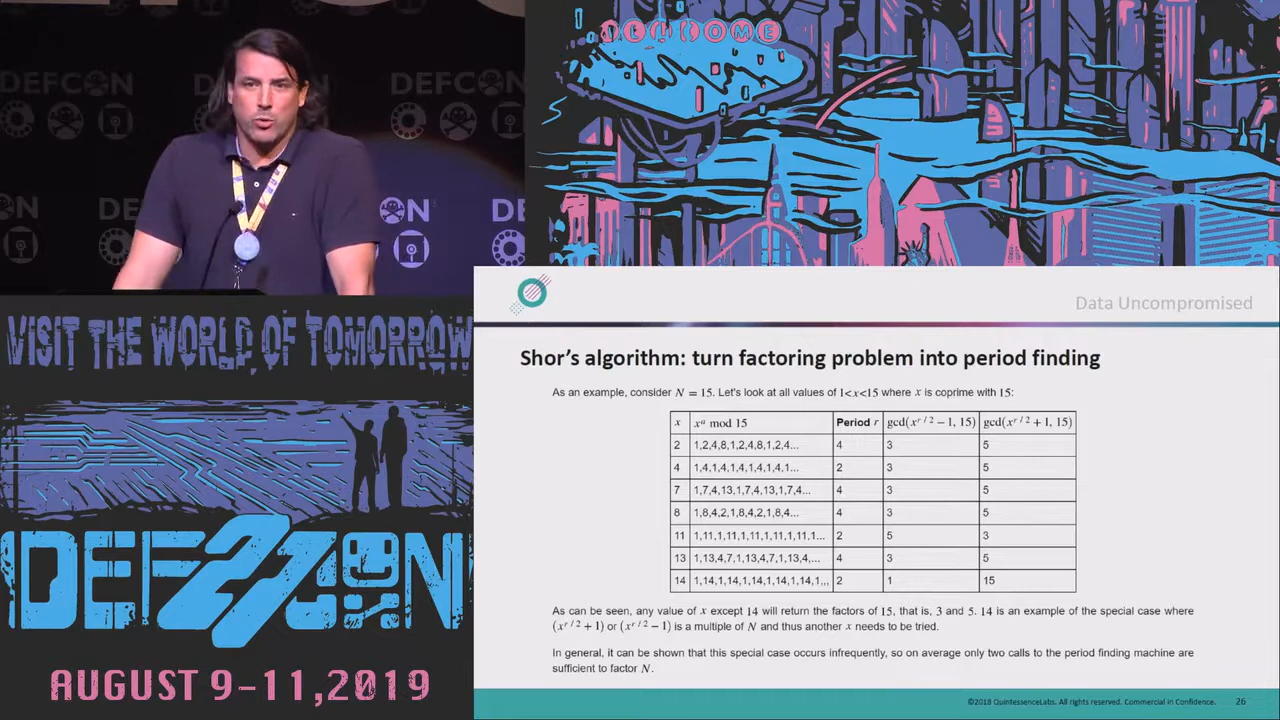 WELCOME
DEFCON
DEFCON
DEFCON
VISIT THE WORLD OF TOMORROW
DEFCON 27
AUGUST 9-11,2019
Data Uncompromised
Shor's algorithm: turn factoring problem into period finding
As an example, consider N = 15. Let's look at all values of 1<x<15 where x is coprime with 15:
x x^a mod 15 Period r gcd(x^{r/2} − 1, 15) gcd(x^{r/2} + 1, 15)
2 1,2,4,8,1,2,4,8,1,2,4... 4 3 5
4 1,4,1,4,1,4,1,4,1,4,1... 2 3 5
7 1,7,4,13,1,7,4,13,1,7,4... 4 3 5
8 1,8,4,2,1,8,4,2,1,8,4... 4 3 5
11 1,11,1,11,1,11,1,11,1,11,1... 2 5 3
13 1,13,4,7,1,13,4,7,1,13,4,... 4 3 5
14 1,14,1,14,1,14,1,14,1,14,1,.. 2 1 15
As can be seen, any value of x except 14 will return the factors of 15, that is, 3 and 5. 14 is an example of the special case where
(x^{r/2} + 1) or (x^{r/2} − 1) is a multiple of N and thus another x needs to be tried.
In general, it can be shown that this special case occurs infrequently, so on average only two calls to the period finding machine are
sufficient to factor N.
©2018 QuintessenceLabs. All rights reserved. Commercial in Confidence. 26